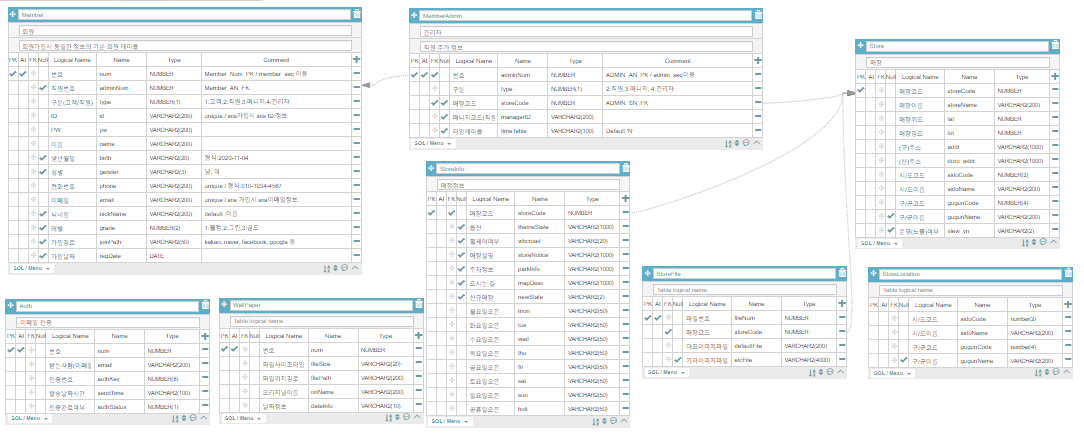 Member
회원
회원가입시 동일한 정보의 기본 회원 테이블
PK AI FK Null Logical Name Name Type Comment
번호 num NUMBER Member_Num_PK / member_seq 이용
직원번호 adminNum NUMBER Member_AN_FK
구분(고객/직원) type NUMBER(1) 1:고객,2:직원,3:매니저, 4:관리자
ID id VARCHAR2(200) unique / sns가입시 sns ID 정보
PW pw VARCHAR2(200)
이름 name VARCHAR2(200)
생년월일 birth VARCHAR2(20) 형식:2020-11-04
성별 gender VARCHAR2(3) 남, 여
전화번호 phone VARCHAR2(200) unique / 형식:010-1234-4567
이메일 email VARCHAR2(200) unique / sns 가입시 sns이메일정보
닉네임 nickName VARCHAR2(200) default :이름
레벨 grade NUMBER(2) 1:웰컴,2:그린,3:골드
가입경로 joinPath VARCHAR2(50) kakao, naver, facebook, google 등
가입날짜 regDate DATE
SQL / Menu
MemberAdmin
관리자
직원 추가 정보
PK AI FK Null Logical Name Name Type Comment
번호 adminNum NUMBER ADMIN_AN_PK / admin_seq이용
구분 type NUMBER(1) 2:직원,3:매니저, 4:관리자
매장코드 storeCode NUMBER ADMIN_SN_FK
매니저코드(직원 managerID VARCHAR2(200)
타임테이블 timeTable VARCHAR2(100) Default 'N'
SQL / Menu
Store
매장
PK AI FK Null Logical Name Name Type
매장코드 storeCode NUMBER
매장이름 storeName VARCHAR2(200)
매장위도 lat NUMBER
매장경도 lot NUMBER
(구)주소 addr VARCHAR2(1000)
(신)주소 doro_addr VARCHAR2(1000)
시/도코드 sidoCode NUMBER(2)
시/도이름 sidoName VARCHAR2(200)
구/군코드 gugunCode NUMBER(4)
구/군이름 gugunName VARCHAR2(200)
운영(노출)여부 view_yn VARCHAR2(2)
SQL / Menu
StoreInfo
매장정보
PK AI FK Null Logical Name Name Type
매장코드 storeCode NUMBER
옵션 themeState VARCHAR2(1000)
휠체어여부 whcroad VARCHAR2(20)
매장설명 storeNotice VARCHAR2(1000)
주차정보 parkInfo VARCHAR2(1000)
오시는 길 mapDesc VARCHAR2(1000)
신규매장 newState VARCHAR2(2)
월요일오픈 mon VARCHAR2(50)
화요일오픈 tue VARCHAR2(50)
수요일오픈 wed VARCHAR2(50)
목요일오픈 thu VARCHAR2(50)
금요일오픈 fri VARCHAR2(50)
토요일오픈 sat VARCHAR2(50)
일요일오픈 sun VARCHAR2(50)
공휴일오픈 holi VARCHAR2(50)
SQL / Menu
StoreFile
Table logical name
PK AI FK Null Logical Name Name Type
파일번호 fileNum NUMBER
매장코드 storeCode NUMBER
대표이미지파일 defaultFile VARCHAR2(200)
기타이미지파일 etcFile VARCHAR2(4000)
SQL / Menu
StoreLocation
Table logical name
PK AI FK Null Logical Name Name Type
시/도코드 sidoCode number(2)
시/도이름 sidoName VARCHAR2(200)
구/군코드 gugunCode number(4)
구/군이름 gugunName VARCHAR2(200)
SQL / Menu
Auth
이메일 인증
PK AI FK Null Logical Name Name Type
번호 num NUMBER
받는사람(이메일 email VARCHAR2(200)
인증번호 authKey NUMBER(8)
발송날짜시간 sendTime VARCHAR2(100)
인증완료여부 authStatus NUMBER(1)
SQL / Menu
WallPaper
Table logical name
PK AI FK Null Logical Name Name Type
번호 num NUMBER
파일사이즈타입 fileSize VARCHAR2(20)
파일위치경로 filePath VARCHAR2(200)
오리지날이름 oriName VARCHAR2(200)
날짜정보 dateInfo VARCHAR2(10)
SQL / Menu